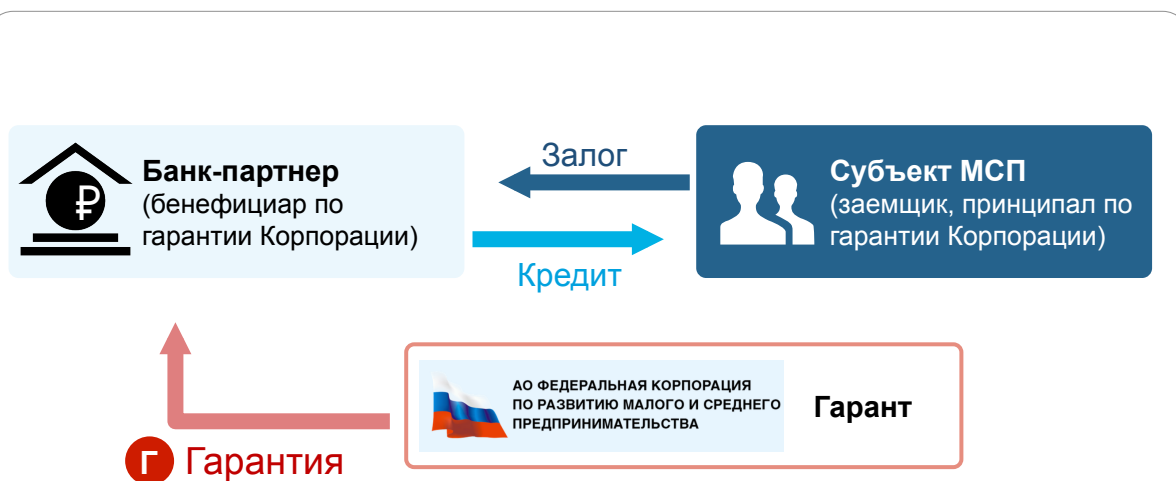 Банк-партнер
(бенефициар по
гарантии Корпорации)
Залог
Кредит
Субъект МСП
(заемщик, принципал по
гарантии Корпорации)
АО ФЕДЕРАЛЬНАЯ КОРПОРАЦИЯ
ПО РАЗВИТИЮ МАЛОГО И СРЕДНЕГО
ПРЕДПРИНИМАТЕЛЬСТВА
Гарант
Г Гарантия